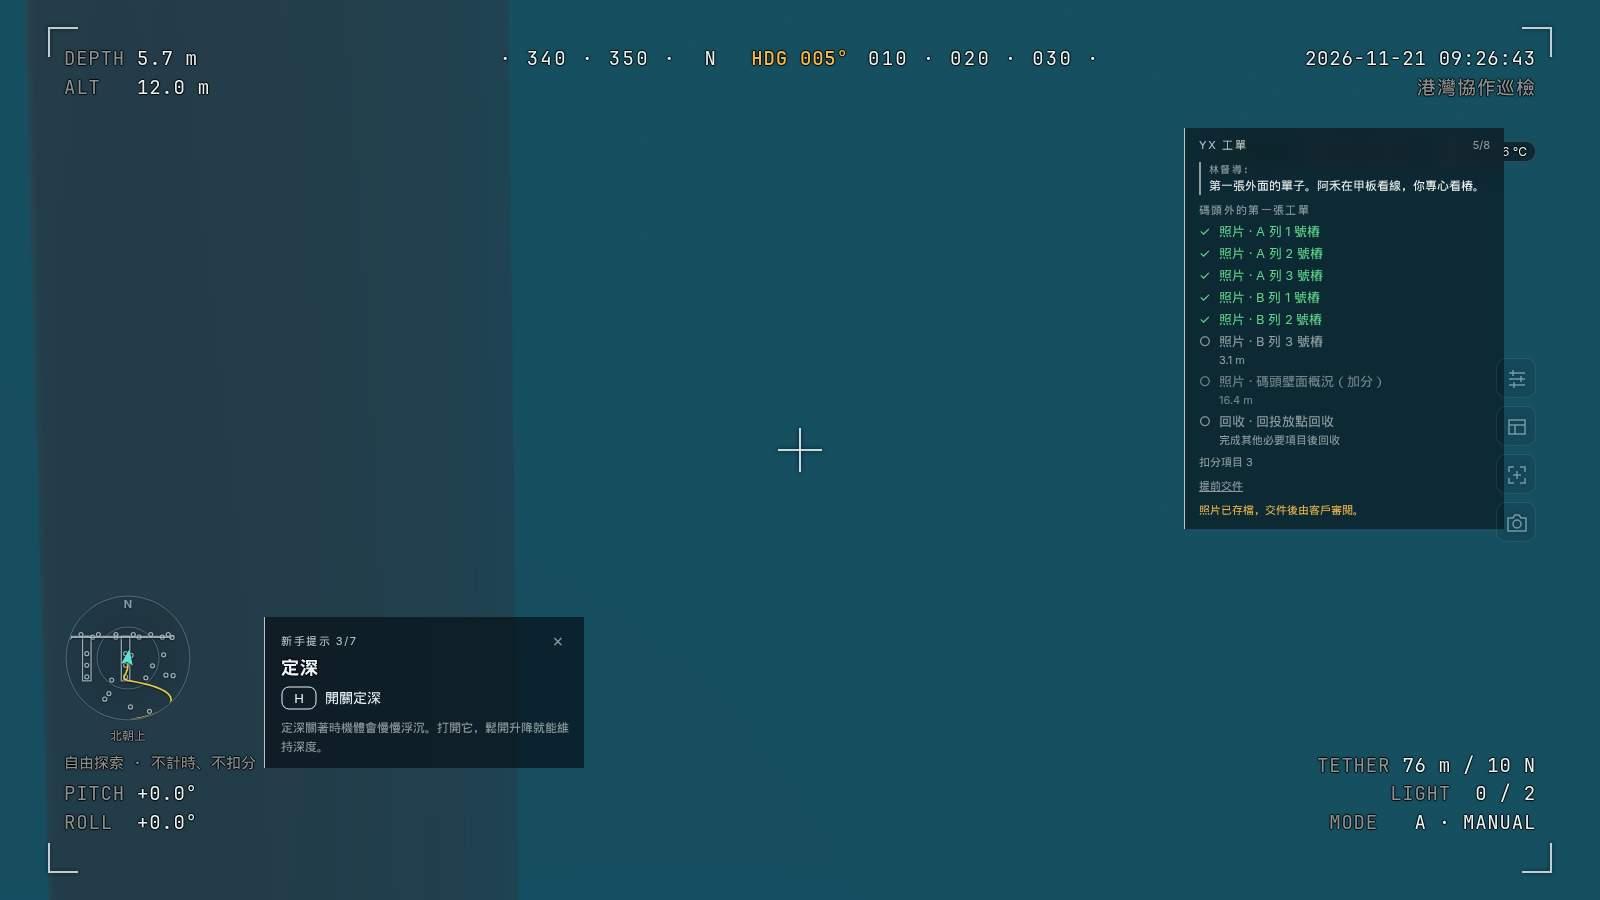 DEPTH 5.7 m
ALT 12.0 m
· 340 · 350 · N HDG 005° 010 · 020 · 030 ·
2026-11-21 09:26:43
港灣協作巡檢
YX 工單 5/8
林督導：
第一張外面的單子。阿禾在甲板看線，你專心看樁。
碼頭外的第一張工單
照片 · A 列 1 號樁
照片 · A 列 2 號樁
照片 · A 列 3 號樁
照片 · B 列 1 號樁
照片 · B 列 2 號樁
照片 · B 列 3 號樁
3.1 m
照片 · 碼頭壁面概況（加分）
16.4 m
回收 · 回投放點回收
完成其他必要項目後回收
扣分項目 3
提前交件
照片已存檔，交件後由客戶審閱。
6 °C
N
北朝上
自由探索 · 不計時、不扣分
PITCH +0.0°
ROLL +0.0°
新手提示 3/7
定深
H 開關定深
定深關著時機體會慢慢浮沉。打開它，鬆開升降就能維
持深度。
TETHER 76 m / 10 N
LIGHT 0 / 2
MODE A · MANUAL